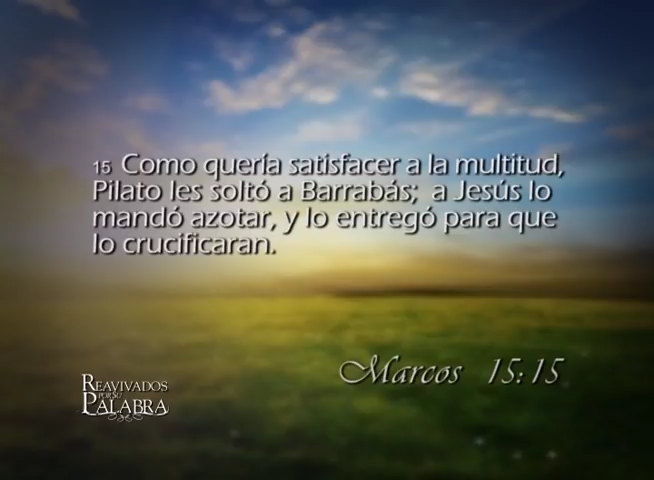 15 Como quería satisfacer a la multitud,
Pilato les soltó a Barrabás; a Jesús lo
mandó azotar, y lo entregó para que
lo crucificaran.
Marcos 15:15
REAVIVADOS
POR SU
PALABRA